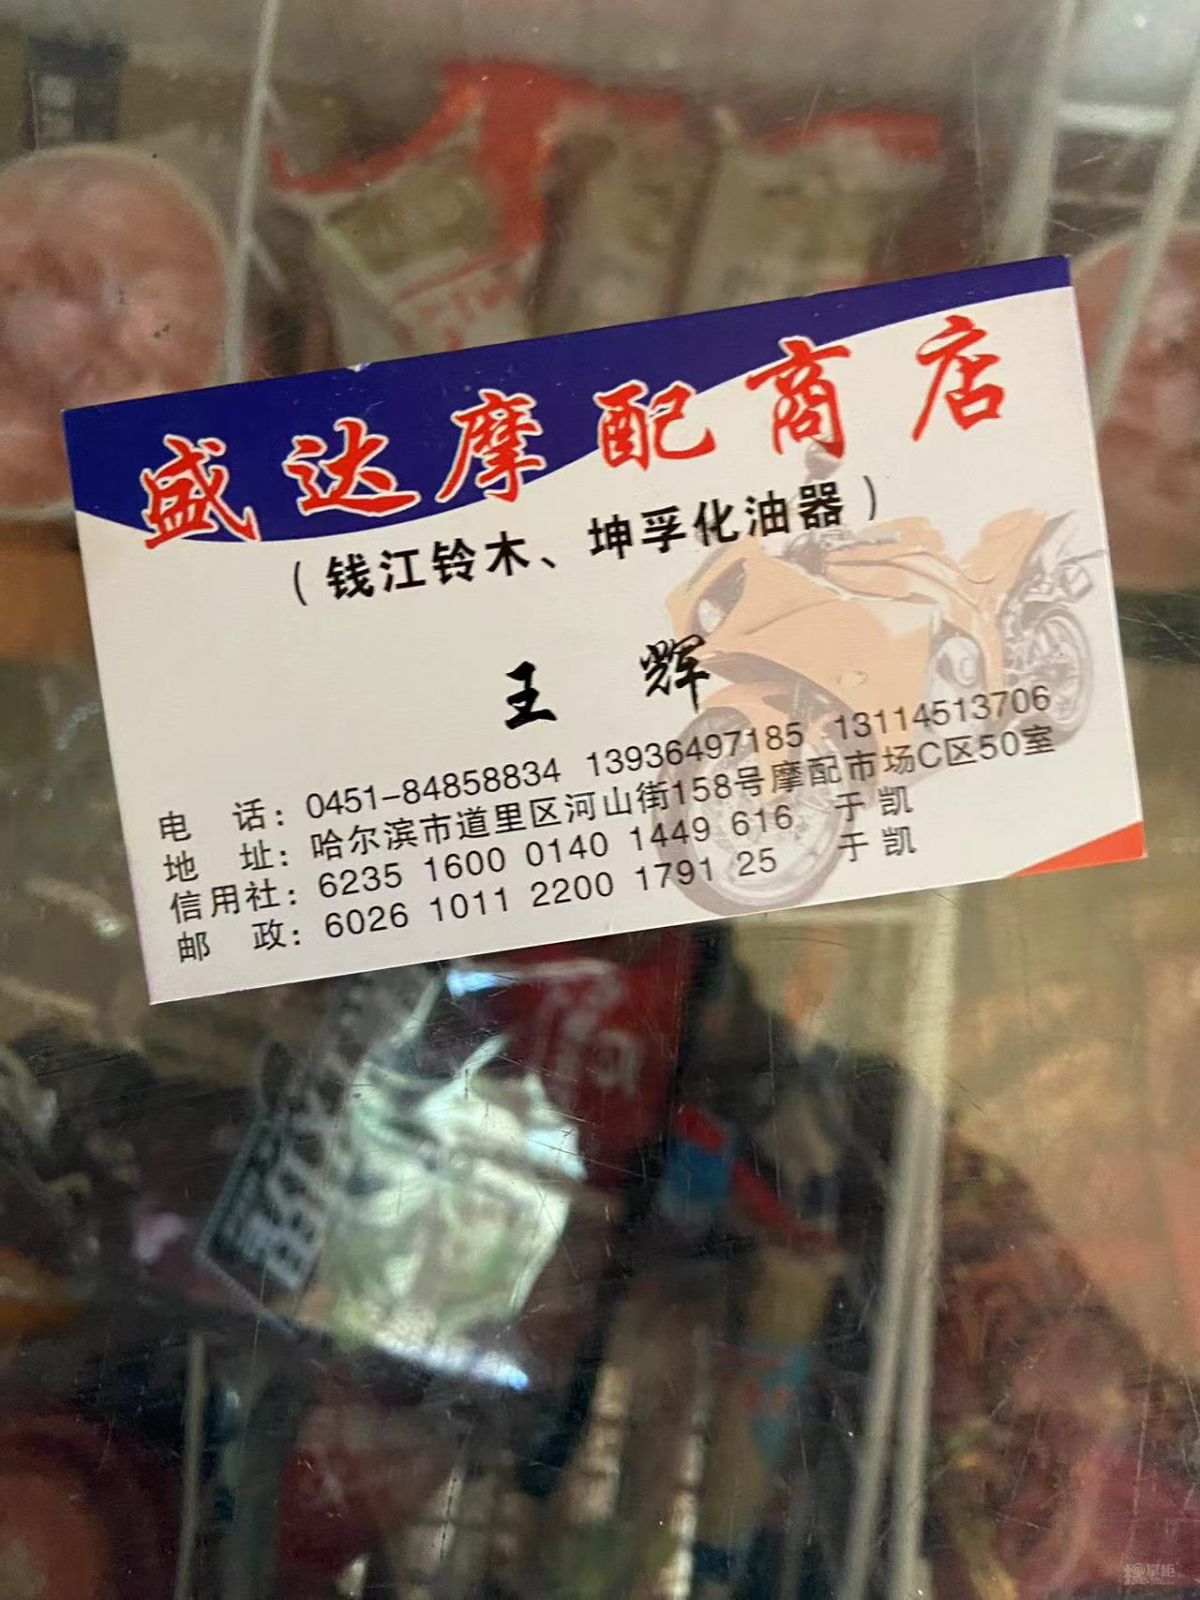 盛达摩配商店
（钱江铃木、坤孚化油器）
王 辉
电 话：0451-84858834 13936497185 13114513706
地 址：哈尔滨市道里区河山街158号摩配市场C区50室
信用社：6235 1600 0140 1449 616 于凯
邮 政：6026 1011 2200 1791 25 于凯